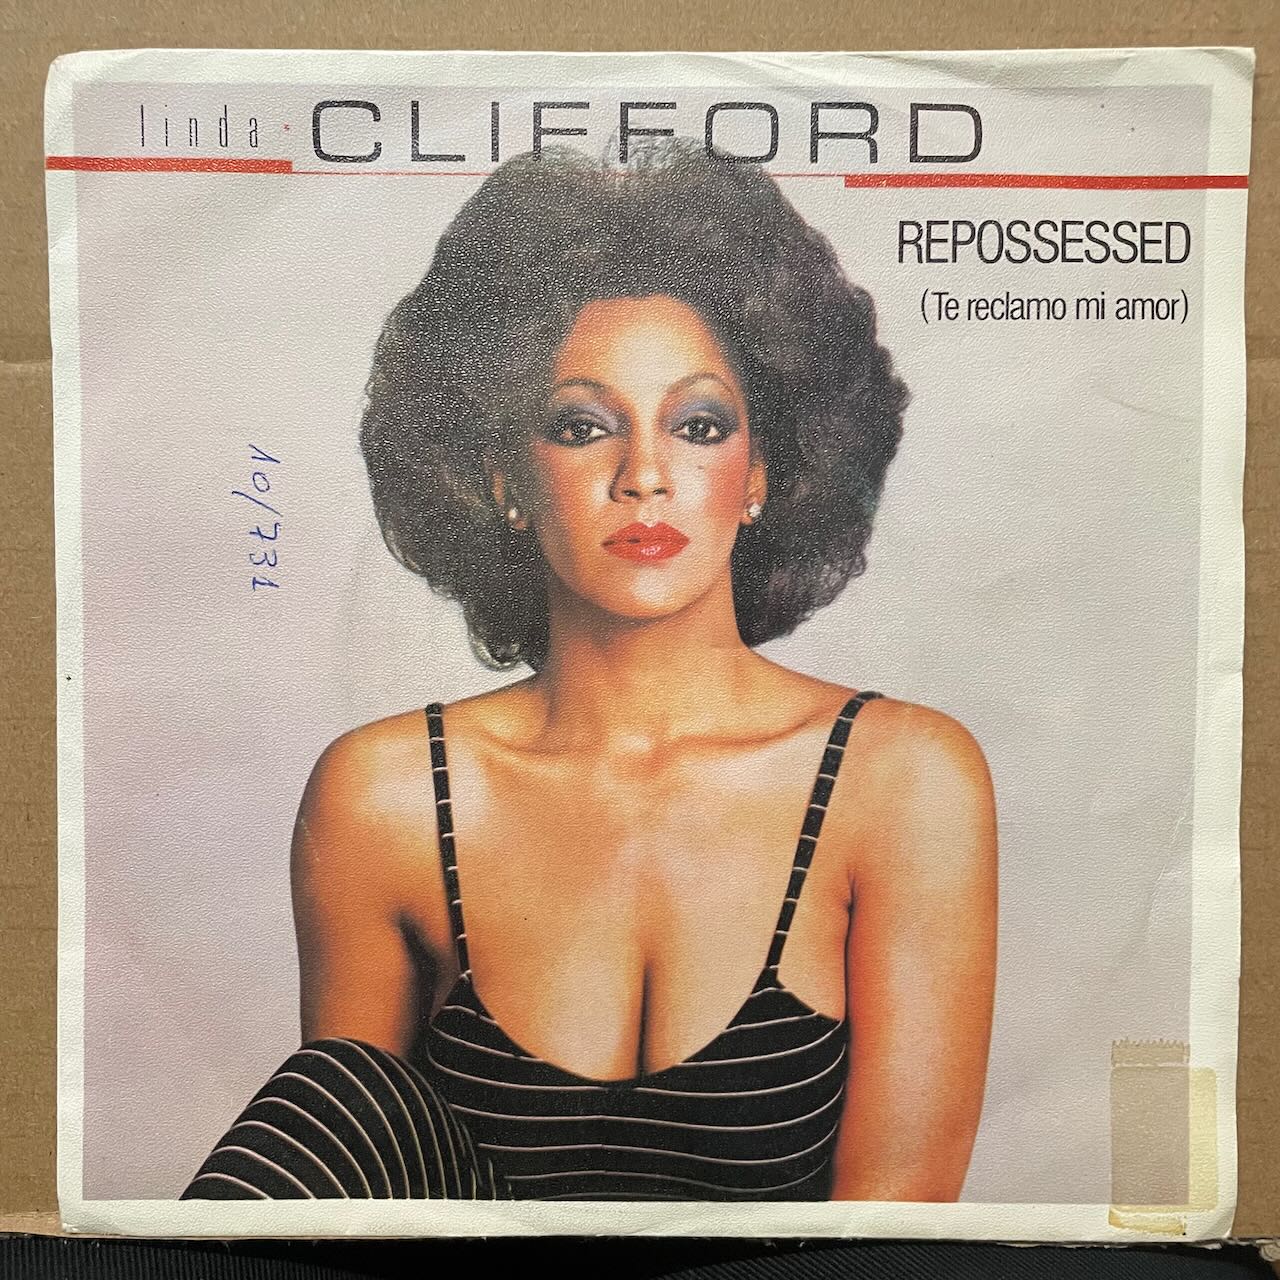 linda CLIFFORD
REPOSSESSED
(Te reclamo mi amor)
10/731